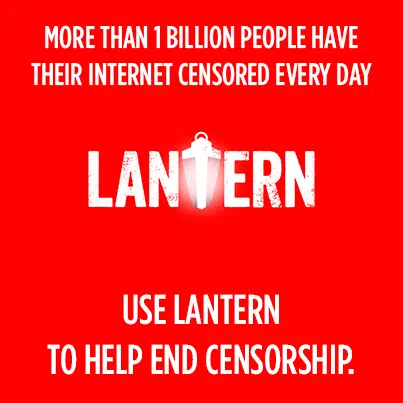 MORE THAN 1 BILLION PEOPLE HAVE
THEIR INTERNET CENSORED EVERY DAY
LANTERN
USE LANTERN
TO HELP END CENSORSHIP.